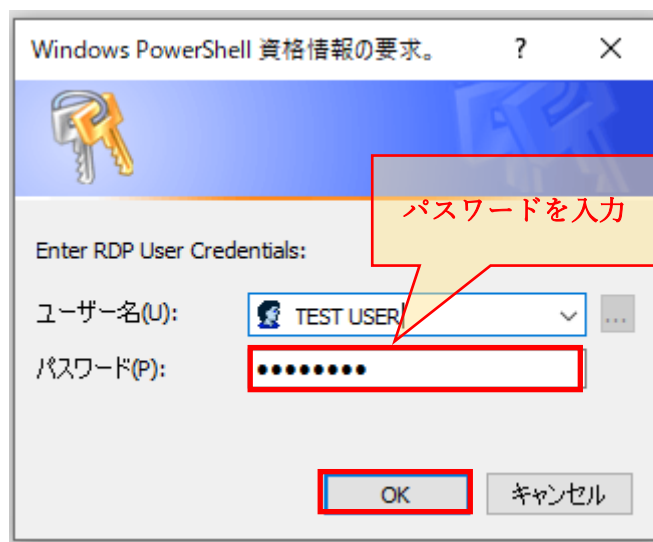 Windows PowerShell 資格情報の要求。 ?
パスワードを入力
Enter RDP User Credentials:
ユーザー名(U):
TEST USER
...
パスワード(P):
●●●●●●●●
OK
キャンセル